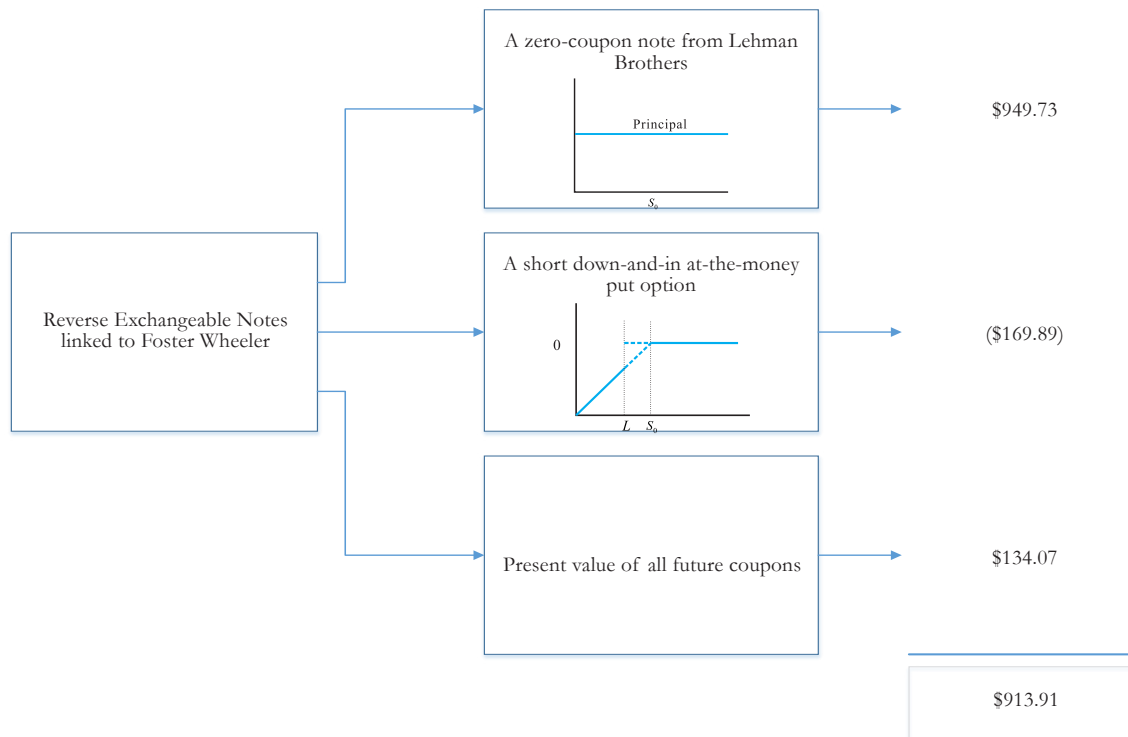 A zero-coupon note from Lehman
Brothers
Principal
S₀
$949.73
Reverse Exchangeable Notes
linked to Foster Wheeler
A short down-and-in at-the-money
put option
0
L S₀
($169.89)
Present value of all future coupons
$134.07
$913.91